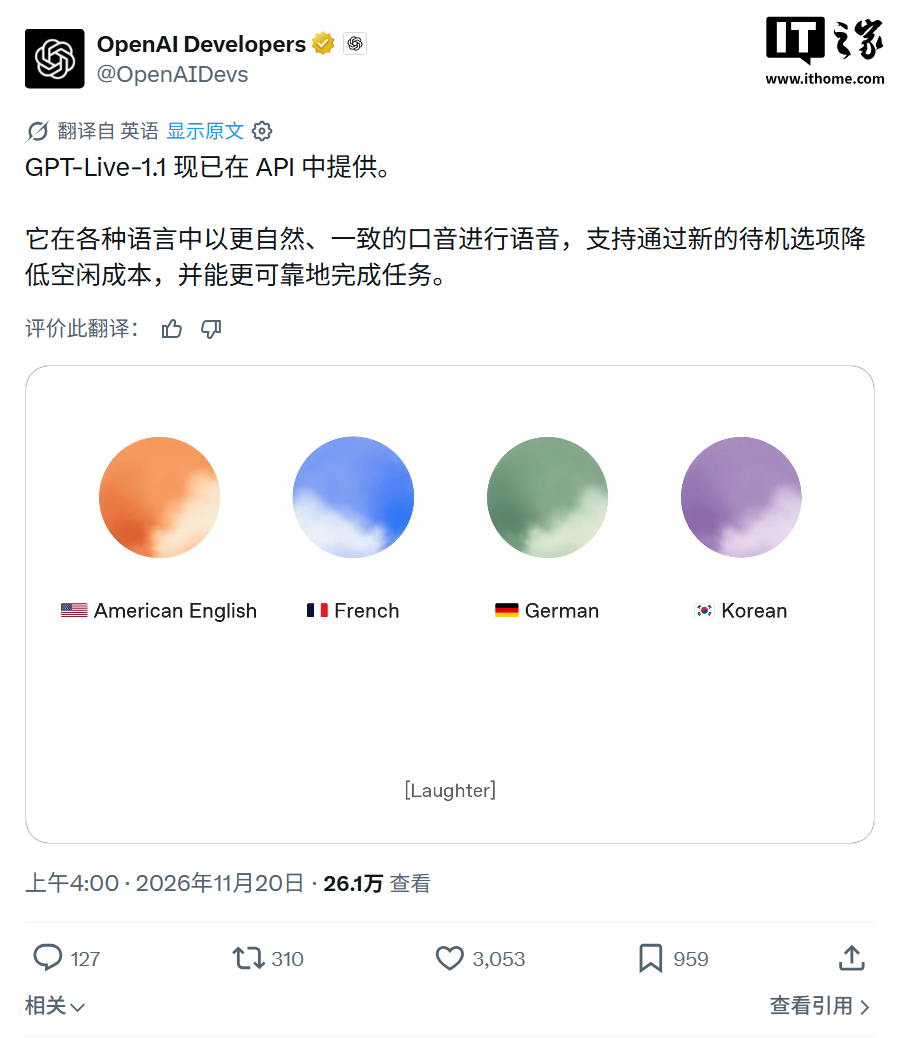 OpenAI Developers
@OpenAIDevs
IT之家
www.ithome.com
翻译自 英语 显示原文
GPT-Live-1.1 现已在 API 中提供。
它在各种语言中以更自然、一致的口音进行语音，支持通过新的待机选项降
低空闲成本，并能更可靠地完成任务。
评价此翻译：
American English
French
German
Korean
[Laughter]
上午4:00 · 2026年11月20日 · 26.1万 查看
127
310
3,053
959
相关
查看引用